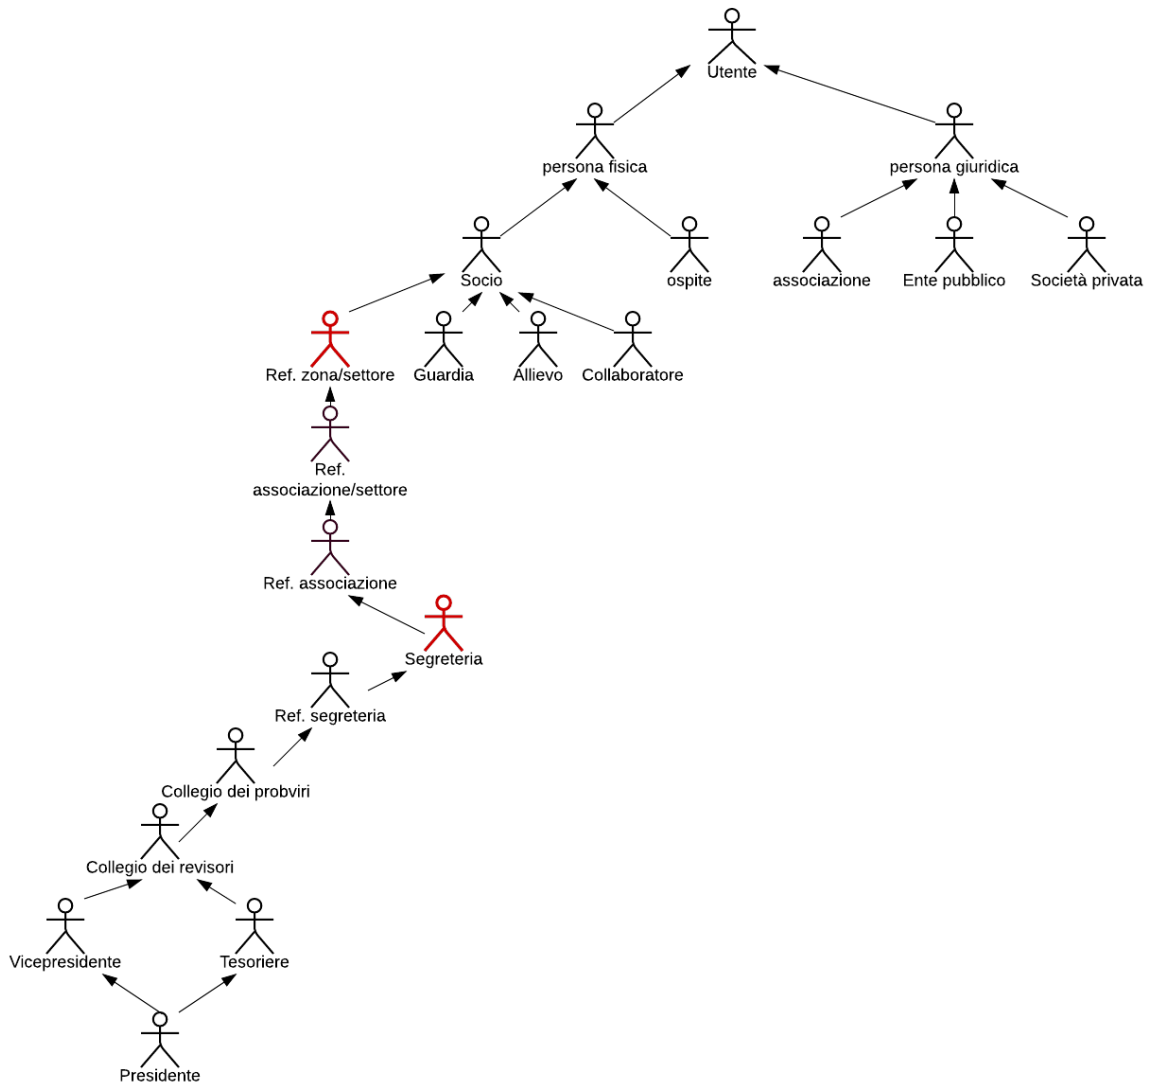 Utente
persona fisica
persona giuridica
Socio
ospite
associazione
Ente pubblico
Società privata
Ref. zona/settore
Guardia
Allievo
Collaboratore
Ref.
associazione/settore
Ref. associazione
Segreteria
Ref. segreteria
Collegio dei probviri
Collegio dei revisori
Vicepresidente
Tesoriere
Presidente